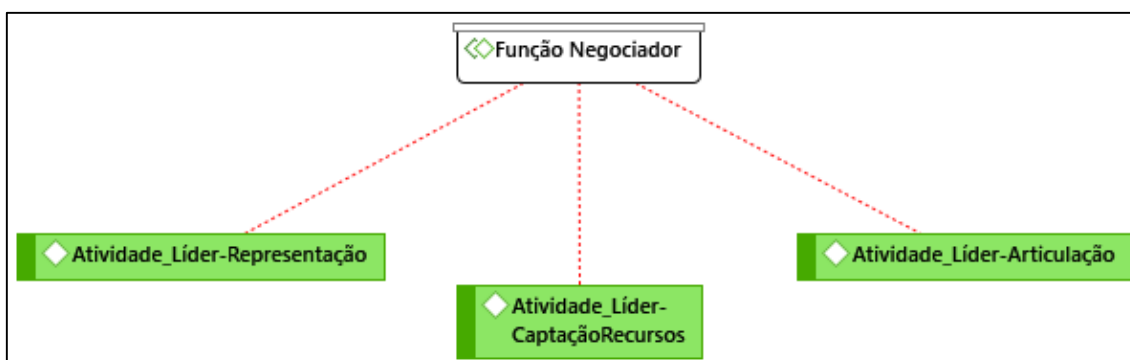 Função Negociador
Atividade_Líder-Representação
Atividade_Líder-Articulação
Atividade_Líder-
CaptaçãoRecursos